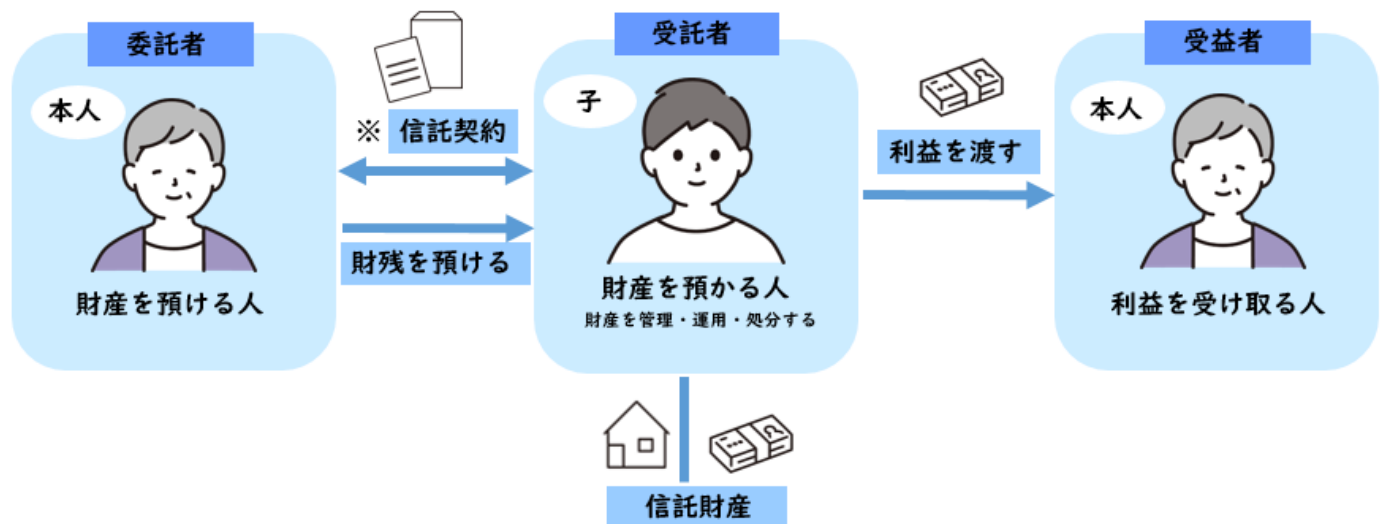 委託者
本人
財産を預ける人
※ 信託契約
財残を預ける
受託者
子
財産を預かる人
財産を管理・運用・処分する
利益を渡す
受益者
本人
利益を受け取る人
信託財産